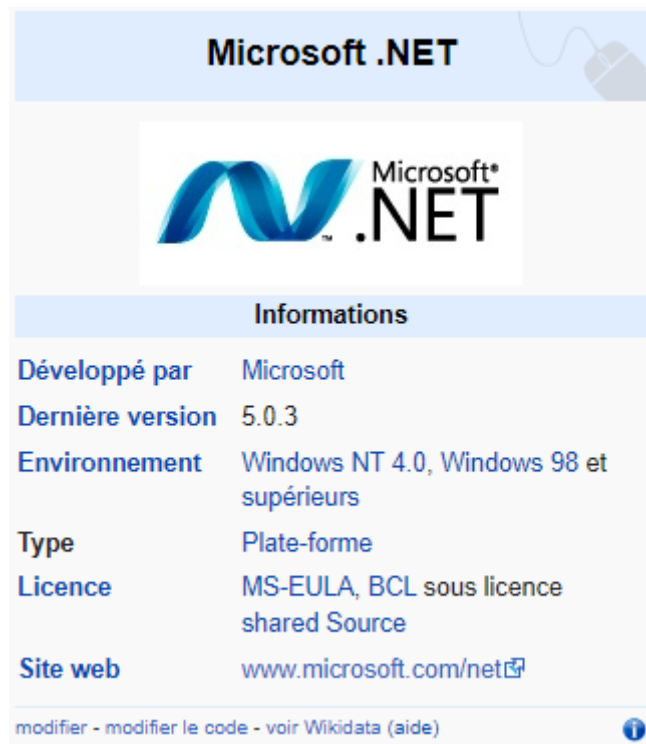 Microsoft .NET
Microsoft®
.NET
™
Informations
Développé par Microsoft
Dernière version 5.0.3
Environnement Windows NT 4.0, Windows 98 et
supérieurs
Type Plate-forme
Licence MS-EULA, BCL sous licence
shared Source
Site web www.microsoft.com/net
modifier - modifier le code - voir Wikidata (aide)